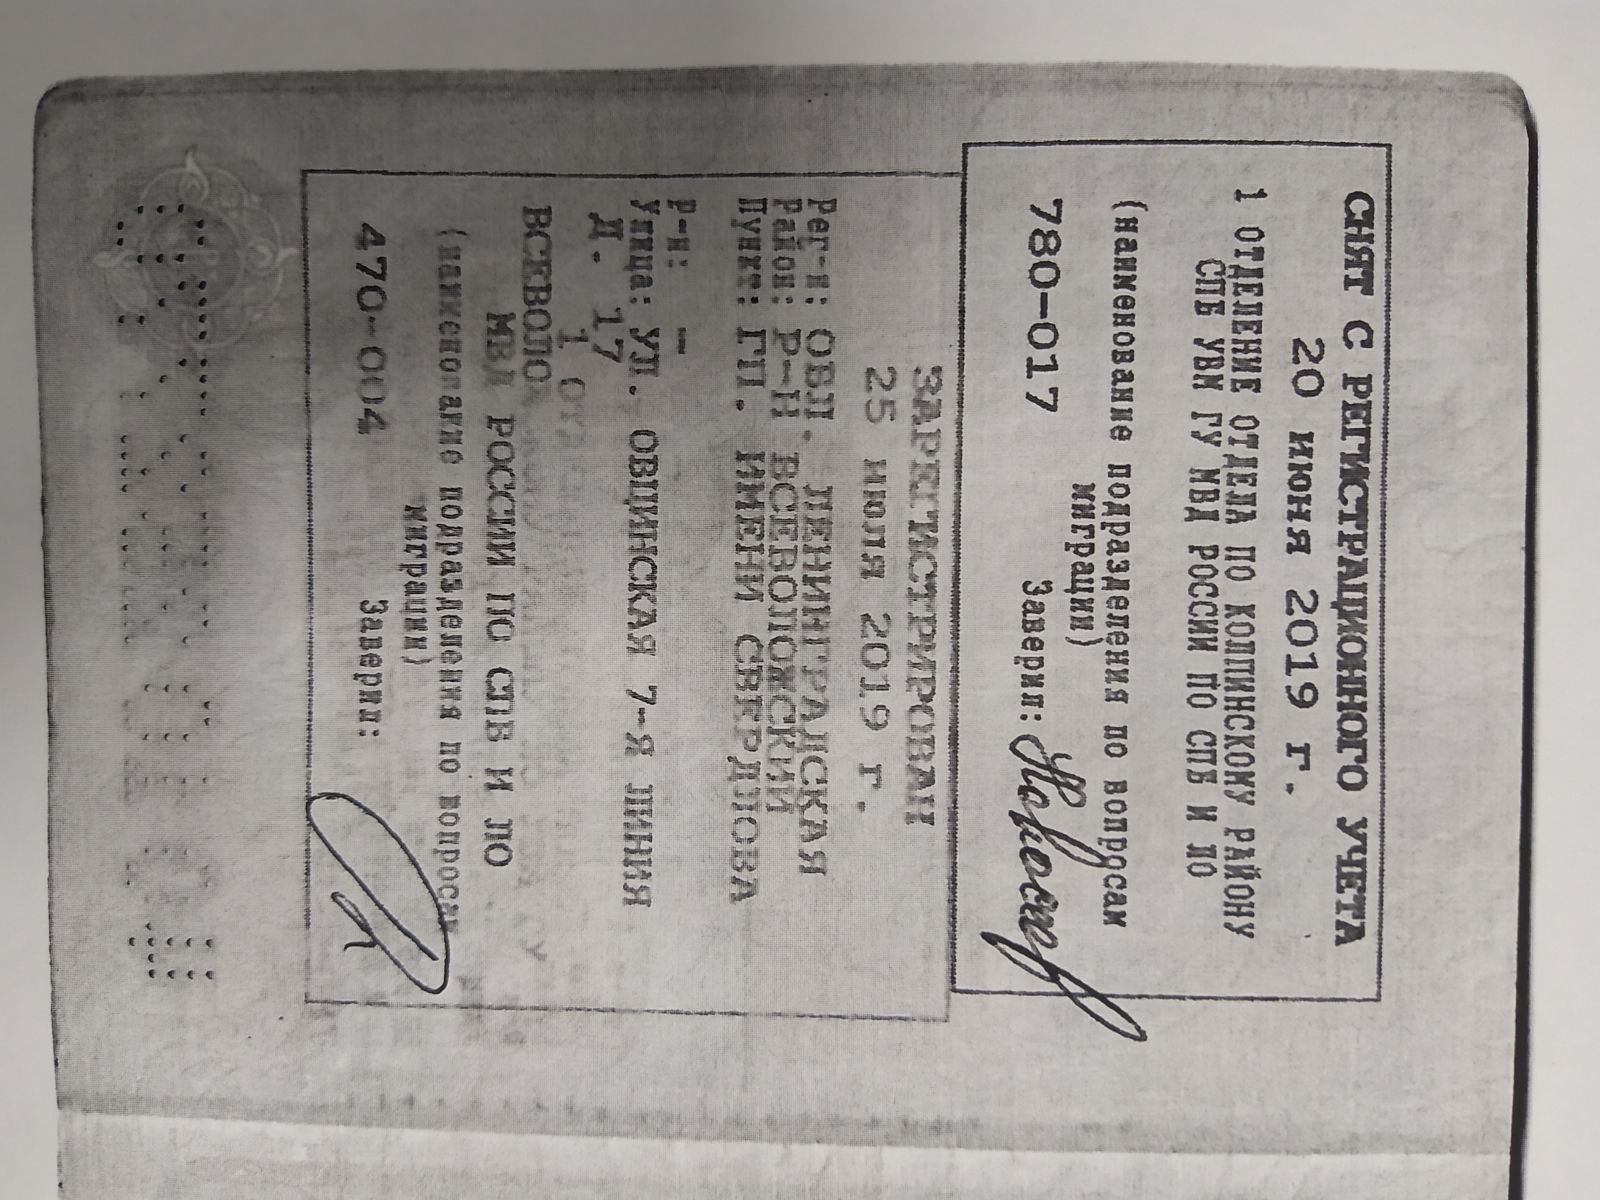 СНЯТ С РЕГИСТРАЦИОННОГО УЧЕТА
20 июня 2019 г.
1 ОТДЕЛЕНИЕ ОТДЕЛА ПО КОЛПИНСКОМУ РАЙОНУ
СПБ УВМ ГУ МВД РОССИИ ПО СПБ И ЛО
(наименование подразделения по вопросам
миграции)
780-017
Заверил:
ЗАРЕГИСТРИРОВАН
25 июля 2019 г.
Рег-н: ОБЛ. ЛЕНИНГРАДСКАЯ
Район: Р-Н ВСЕВОЛОЖСКИЙ
Пункт: ГП. ИМЕНИ СВЕРДЛОВА
Р-н: --
Улица: УЛ. ОВЦИНСКАЯ 7-Я ЛИНИЯ
Д. 17
1
ВСЕВОЛО
МВД РОССИИ ПО СПБ И ЛО
(наименование подразделения по вопросам
миграции)
470-004
Заверил: